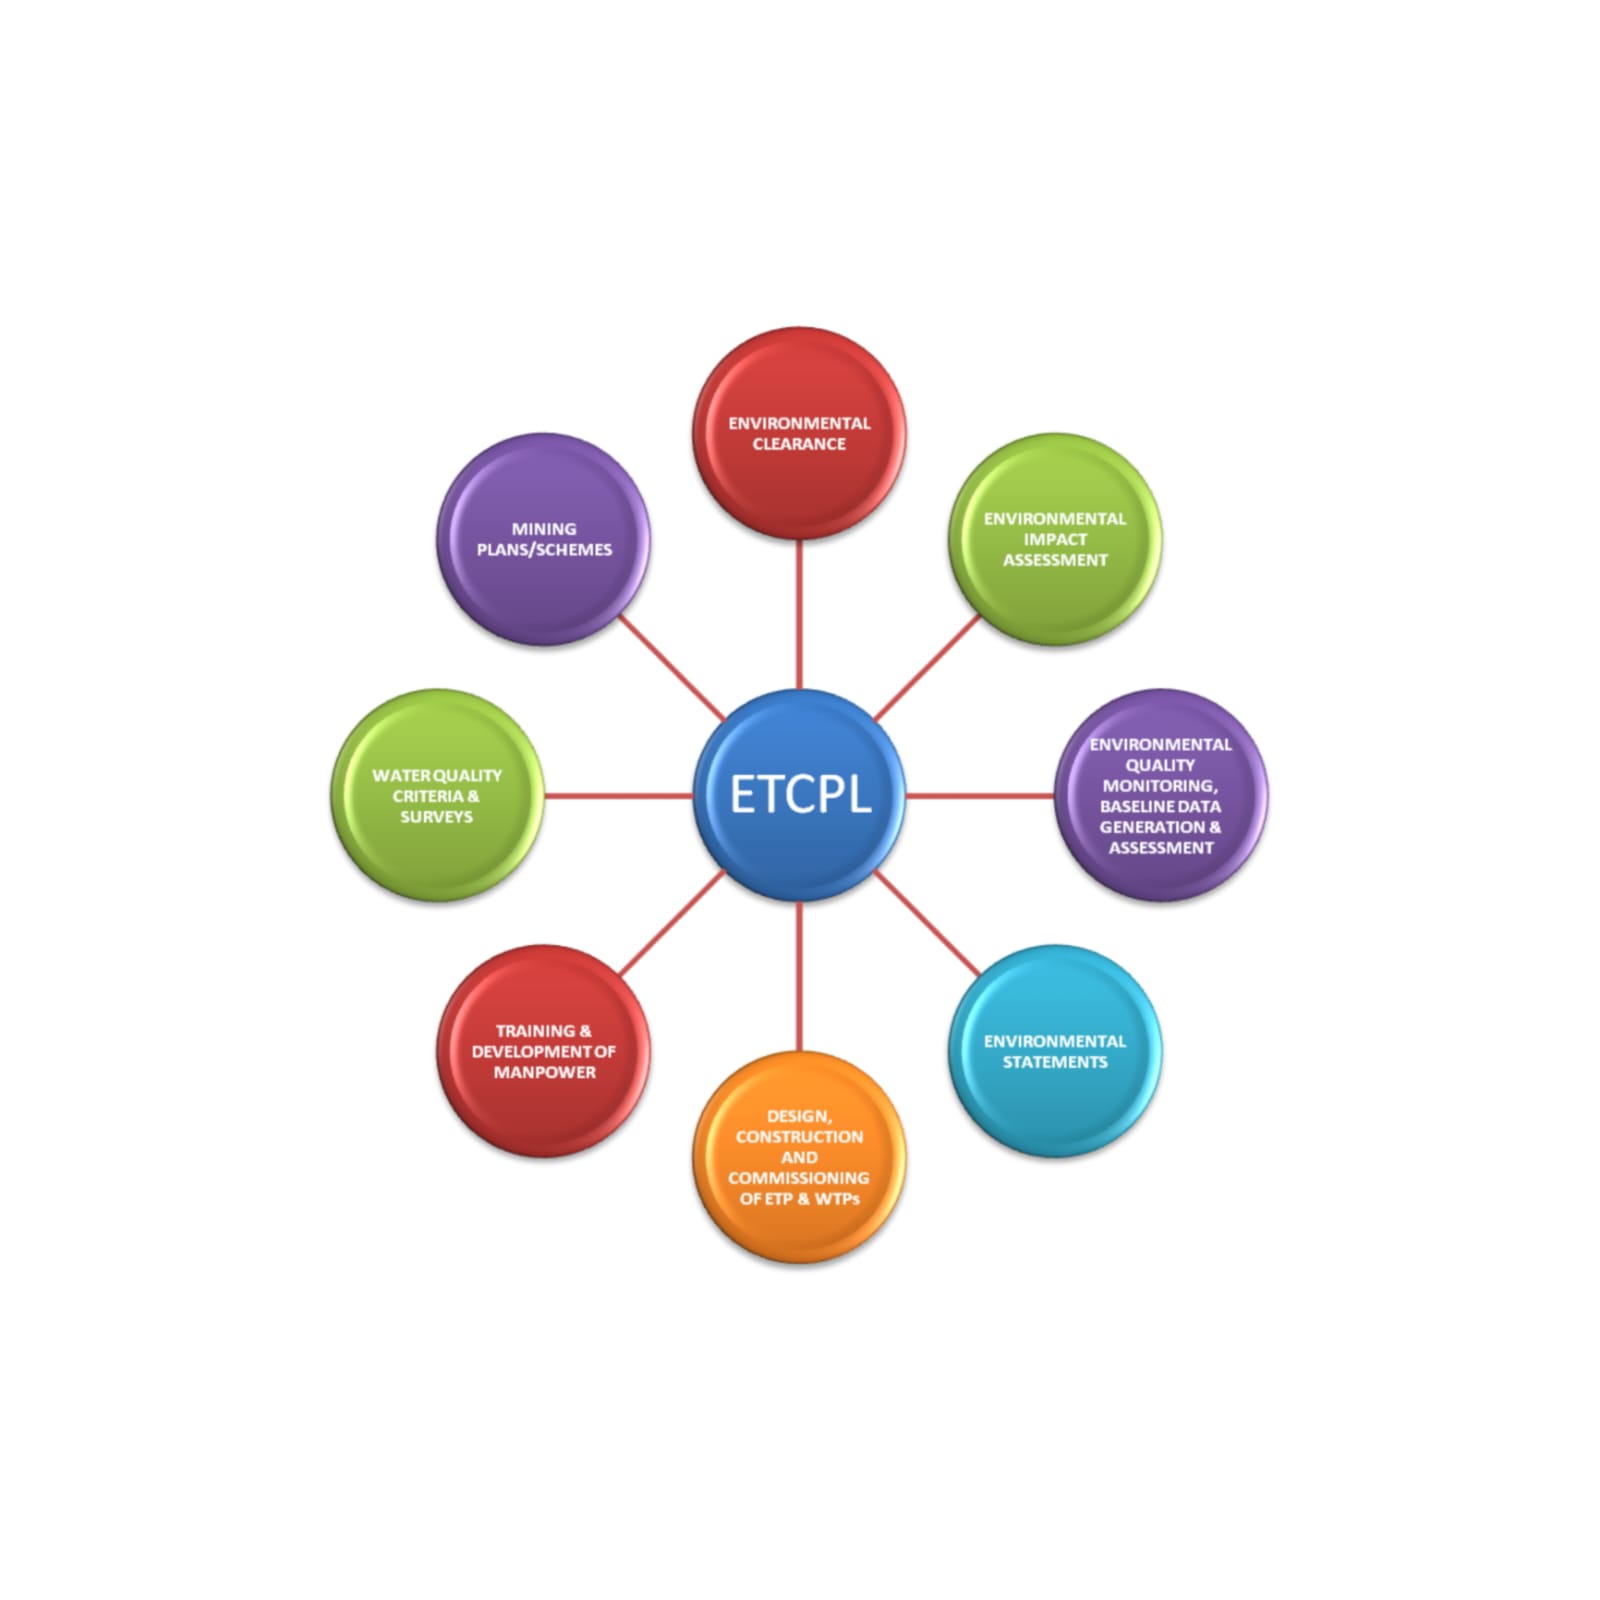 ENVIRONMENTAL
CLEARANCE
MINING
PLANS/SCHEMES
ENVIRONMENTAL
IMPACT
ASSESSMENT
WATER QUALITY
CRITERIA &
SURVEYS
ETCPL
ENVIRONMENTAL
QUALITY
MONITORING,
BASELINE DATA
GENERATION &
ASSESSMENT
TRAINING &
DEVELOPMENT OF
MANPOWER
ENVIRONMENTAL
STATEMENTS
DESIGN,
CONSTRUCTION
AND
COMMISSIONING
OF ETP & WTPs